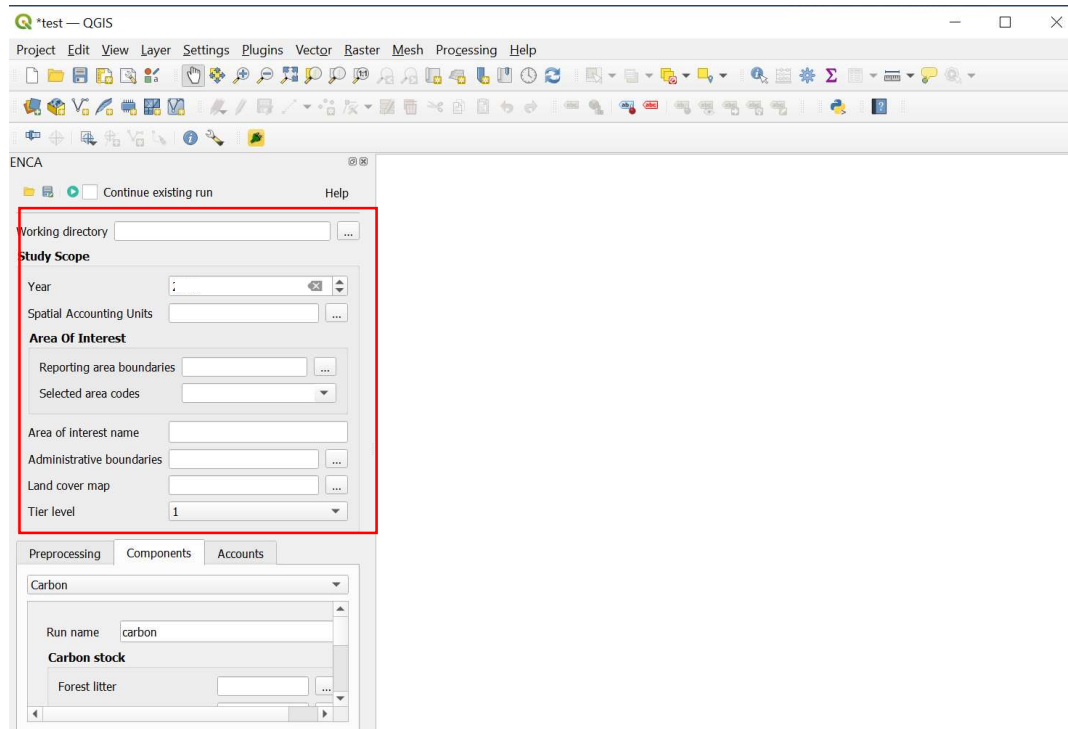 *test — QGIS
Project Edit View Layer Settings Plugins Vector Raster Mesh Processing Help
ENCA
Continue existing run Help
Working directory ...
Study Scope
Year
Spatial Accounting Units ...
Area Of Interest
Reporting area boundaries ...
Selected area codes
Area of interest name
Administrative boundaries ...
Land cover map ...
Tier level 1
Preprocessing Components Accounts
Carbon
Run name carbon
Carbon stock
Forest litter ...